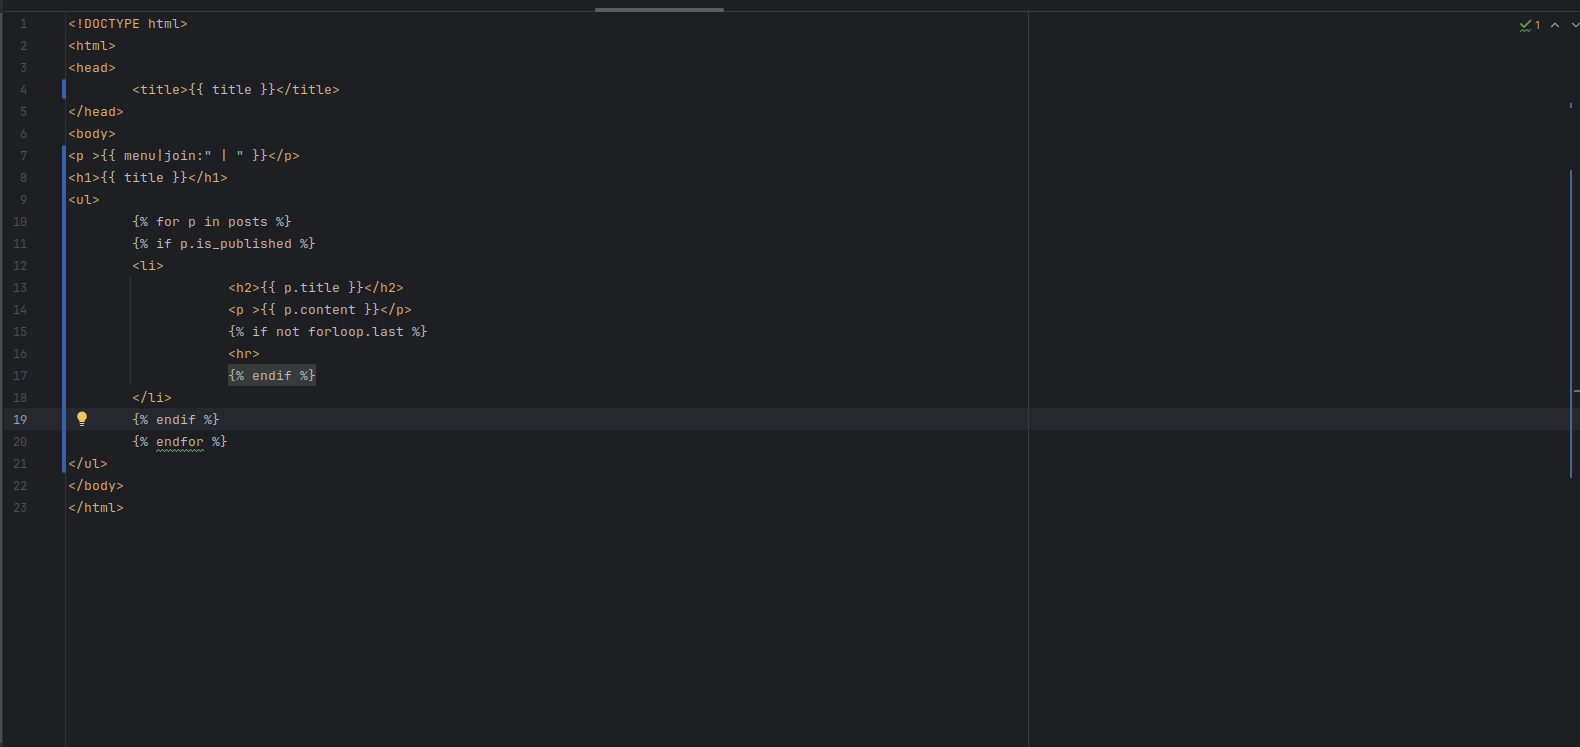 1 <!DOCTYPE html>
2 <html>
3 <head>
4 <title>{{ title }}</title>
5 </head>
6 <body>
7 <p >{{ menu|join:" | " }}</p>
8 <h1>{{ title }}</h1>
9 <ul>
10 {% for p in posts %}
11 {% if p.is_published %}
12 <li>
13 <h2>{{ p.title }}</h2>
14 <p >{{ p.content }}</p>
15 {% if not forloop.last %}
16 <hr>
17 {% endif %}
18 </li>
19 {% endif %}
20 {% endfor %}
21 </ul>
22 </body>
23 </html>
1